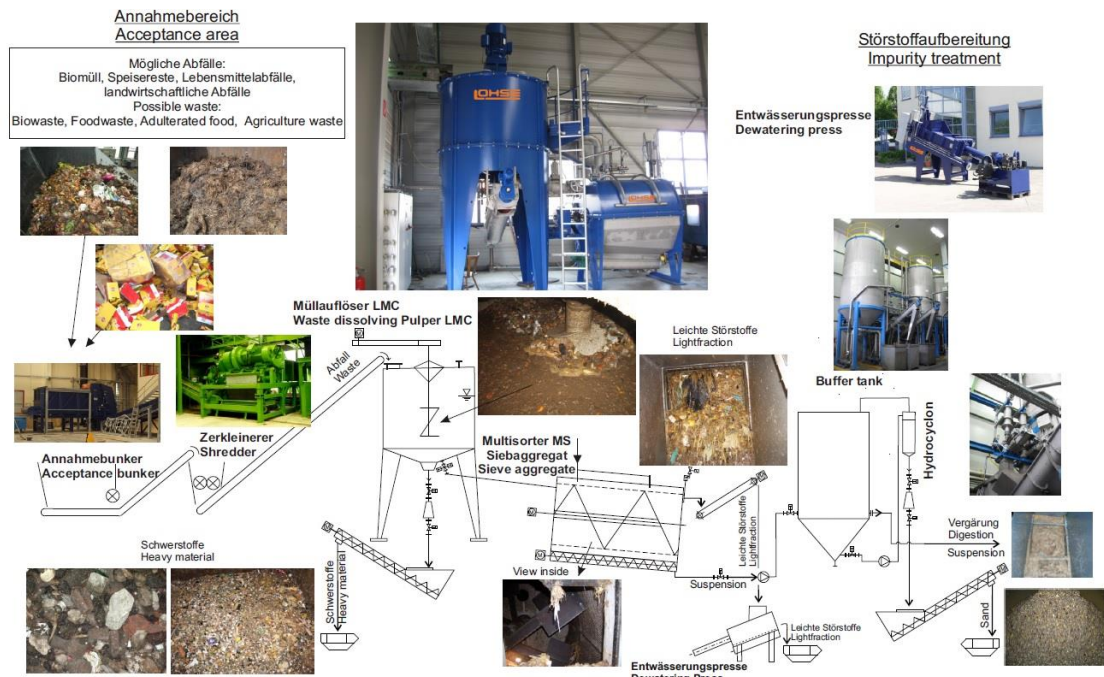 Annahmebereich
Acceptance area
Mögliche Abfälle:
Biomüll, Speisereste, Lebensmittelabfälle,
landwirtschaftliche Abfälle
Possible waste:
Biowaste, Foodwaste, Adulterated food, Agriculture waste
LOHSE
LOHSE
Störstoffaufbereitung
Impurity treatment
Entwässerungspresse
Dewatering press
Müllauflöser LMC
Waste dissolving Pulper LMC
Abfall
Waste
Leichte Störstoffe
Lightfraction
Buffer tank
Hydrocyclon
Zerkleinerer
Shredder
Annahmebunker
Acceptance bunker
Multisorter MS
Siebaggregat
Sieve aggregate
Leichte Störstoffe
Lightfraction
Vergärung
Digestion
Suspension
Schwerstoffe
Heavy material
Schwerstoffe
Heavy material
View inside
Suspension
Leichte Störstoffe
Lightfraction
Sand
Entwässerungspresse
Dewatering Press